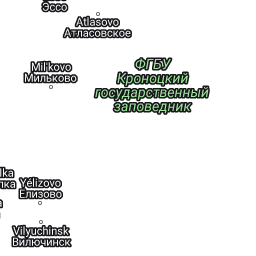 Эссо
Atlasovo
Атласовское
Mil'kovo
Мильково
ФГБУ
Кроноцкий
государственный
заповедник
Yelizovo
Елизово
Vilyuchinsk
Вилючинск